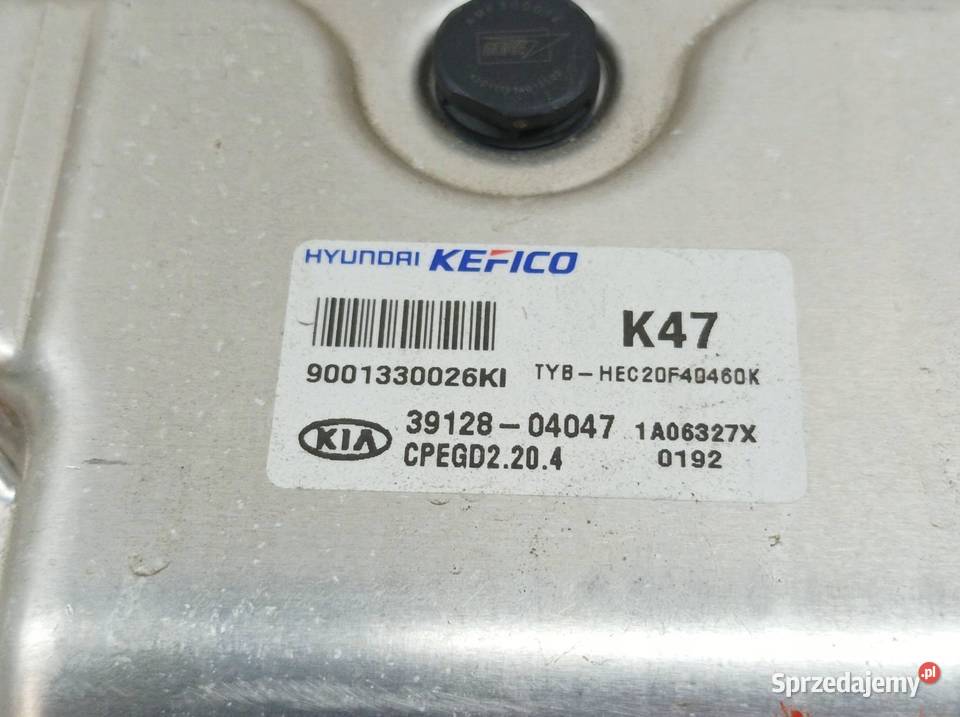 HYUNDAI KEFICO
K47
9001330026KI
TYB-HEC20F40460K
KIA
39128-04047 1A06327X
CPEGD2.20.4 0192
Sprzedajemy.pl